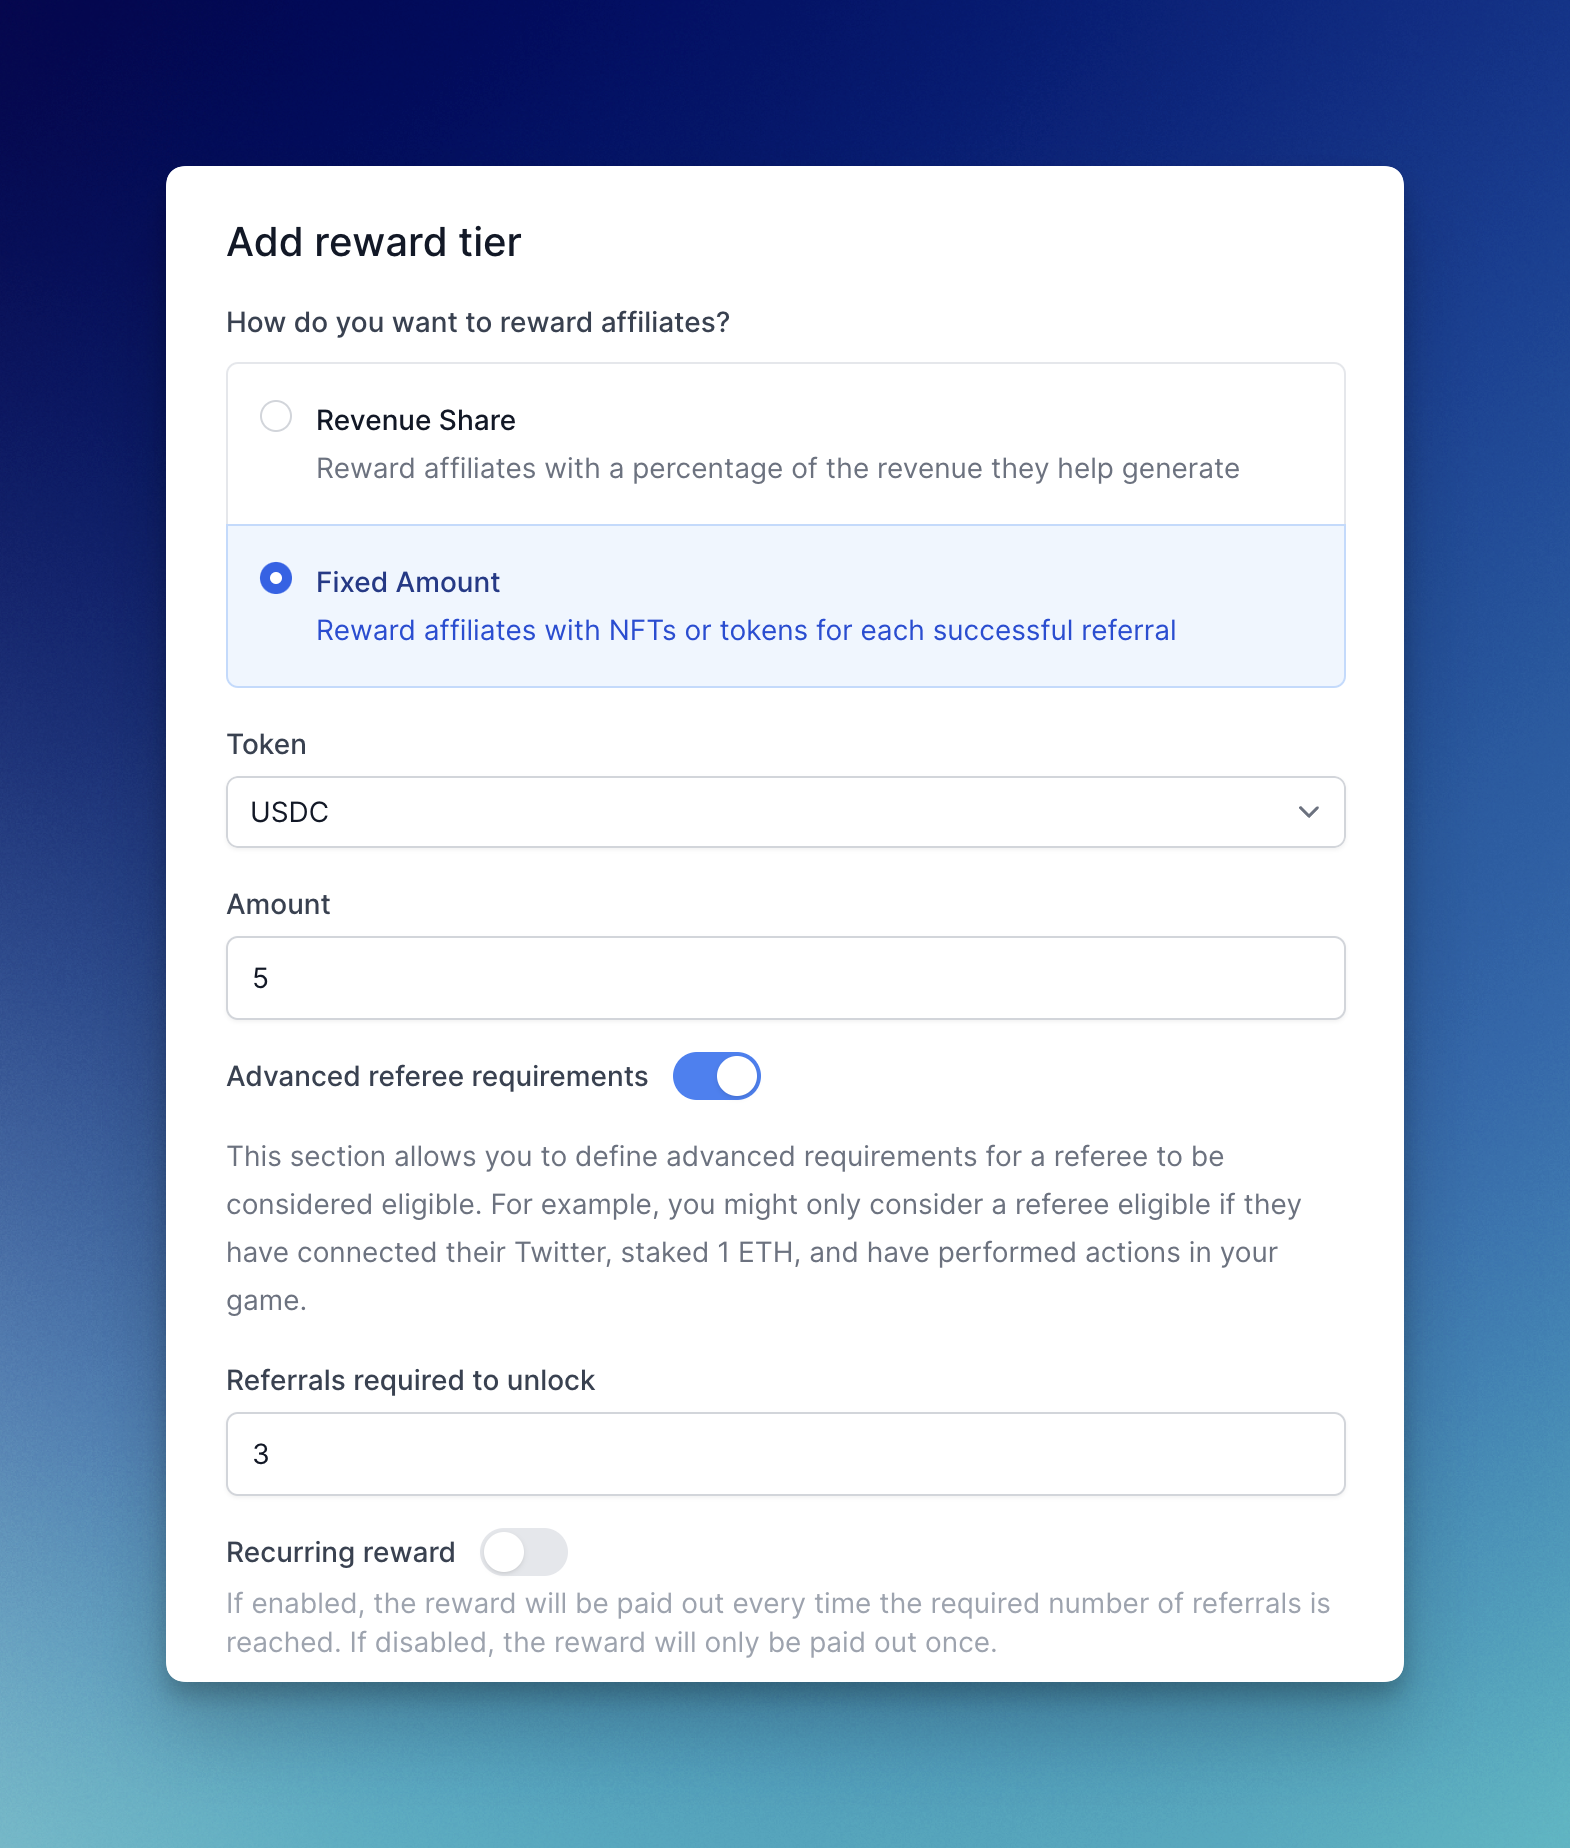 Add reward tier
How do you want to reward affiliates?
Revenue Share
Reward affiliates with a percentage of the revenue they help generate
Fixed Amount
Reward affiliates with NFTs or tokens for each successful referral
Token
USDC
Amount
5
Advanced referee requirements
This section allows you to define advanced requirements for a referee to be
considered eligible. For example, you might only consider a referee eligible if they
have connected their Twitter, staked 1 ETH, and have performed actions in your
game.
Referrals required to unlock
3
Recurring reward
If enabled, the reward will be paid out every time the required number of referrals is
reached. If disabled, the reward will only be paid out once.